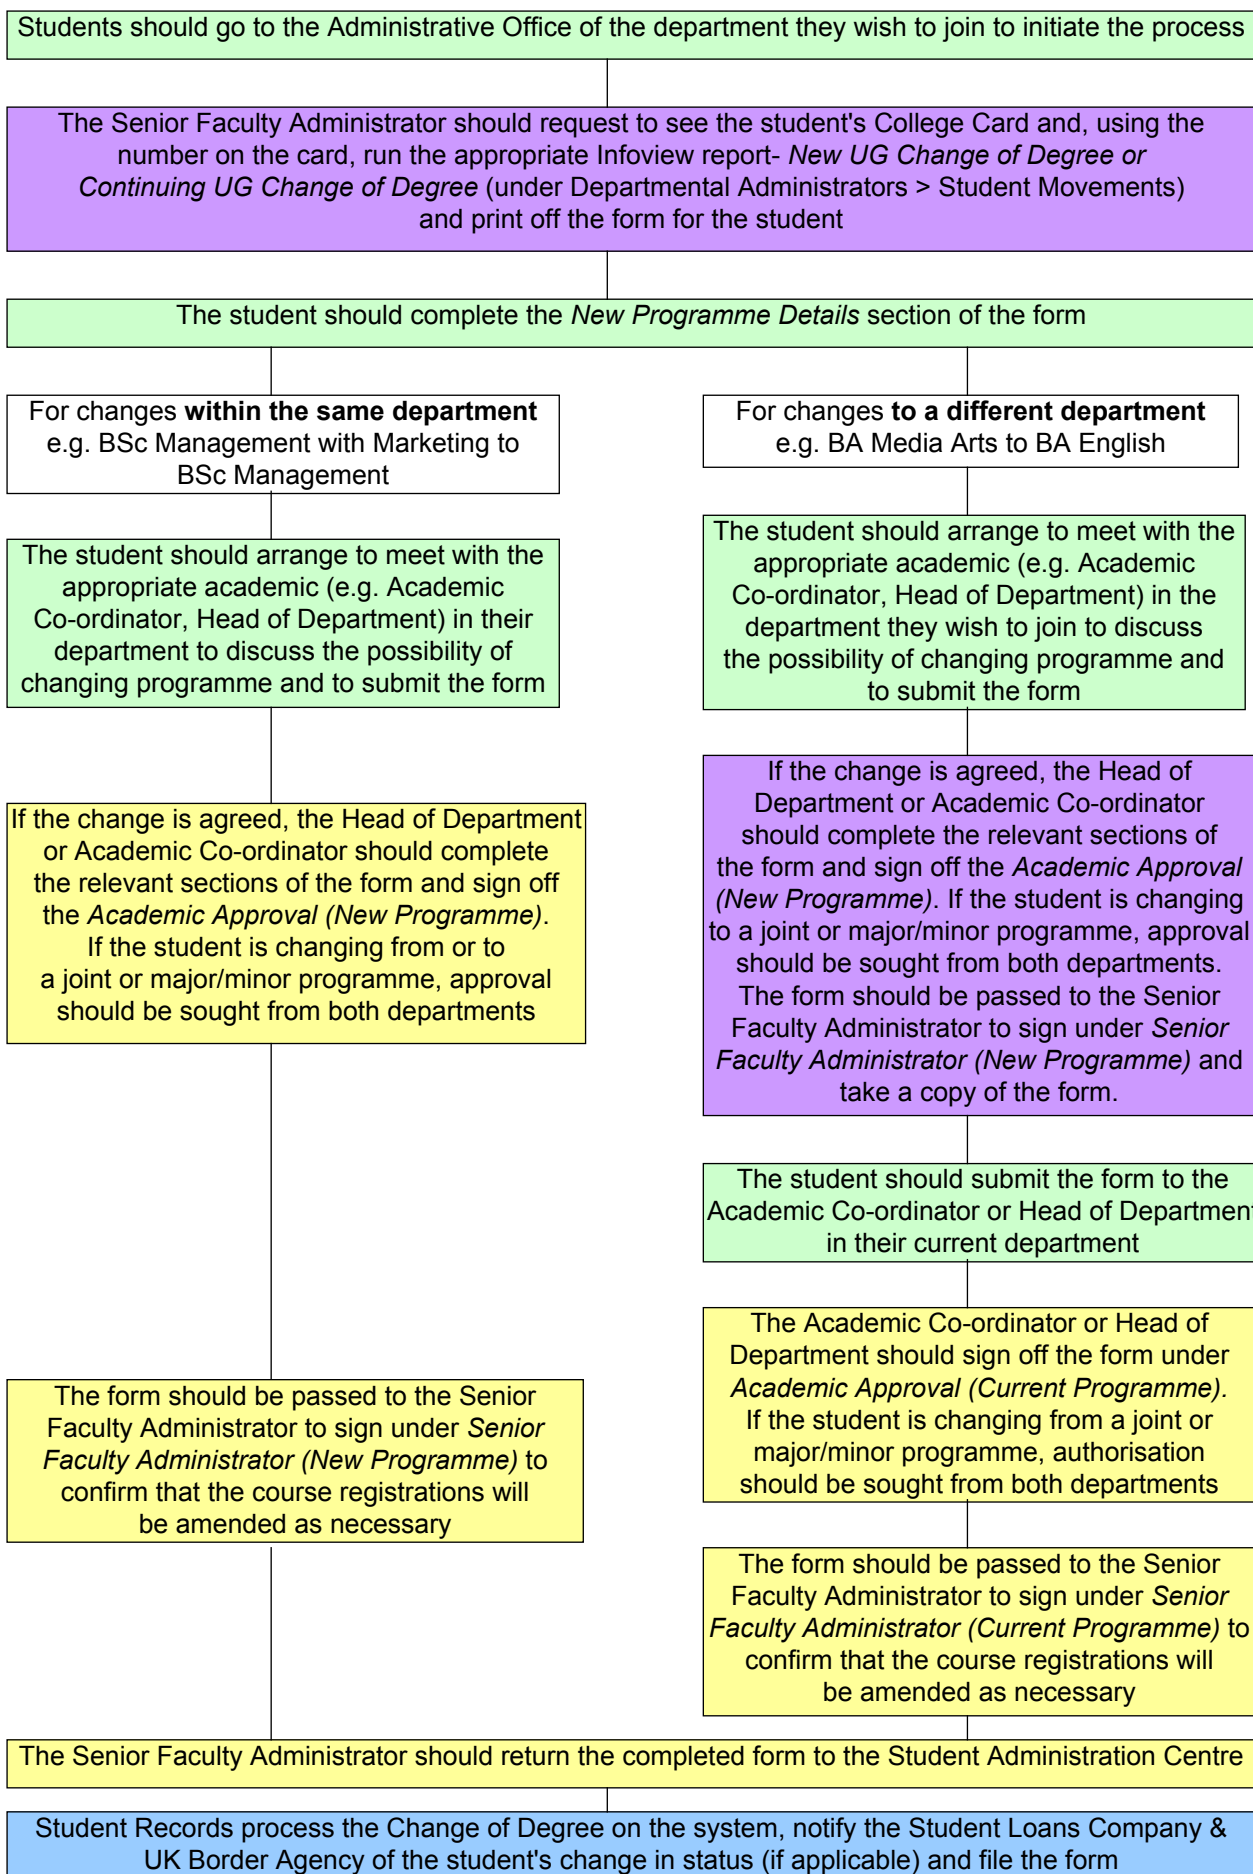 Students should go to the Administrative Office of the department they wish to join to initiate the process
The Senior Faculty Administrator should request to see the student's College Card and, using the
number on the card, run the appropriate Infoview report- New UG Change of Degree or
Continuing UG Change of Degree (under Departmental Administrators > Student Movements)
and print off the form for the student
The student should complete the New Programme Details section of the form
For changes within the same department
e.g. BSc Management with Marketing to
BSc Management
The student should arrange to meet with the
appropriate academic (e.g. Academic
Co-ordinator, Head of Department) in their
department to discuss the possibility of
changing programme and to submit the form
If the change is agreed, the Head of Department
or Academic Co-ordinator should complete
the relevant sections of the form and sign off
the Academic Approval (New Programme).
If the student is changing from or to
a joint or major/minor programme, approval
should be sought from both departments
The form should be passed to the Senior
Faculty Administrator to sign under Senior
Faculty Administrator (New Programme) to
confirm that the course registrations will
be amended as necessary
For changes to a different department
e.g. BA Media Arts to BA English
The student should arrange to meet with the
appropriate academic (e.g. Academic
Co-ordinator, Head of Department) in the
department they wish to join to discuss
the possibility of changing programme and
to submit the form
If the change is agreed, the Head of
Department or Academic Co-ordinator
should complete the relevant sections of
the form and sign off the Academic Approval
(New Programme). If the student is changing
to a joint or major/minor programme, approval
should be sought from both departments.
The form should be passed to the Senior
Faculty Administrator to sign under Senior
Faculty Administrator (New Programme) and
take a copy of the form.
The student should submit the form to the
Academic Co-ordinator or Head of Department
in their current department
The Academic Co-ordinator or Head of
Department should sign off the form under
Academic Approval (Current Programme).
If the student is changing from a joint or
major/minor programme, authorisation
should be sought from both departments
The form should be passed to the Senior
Faculty Administrator to sign under Senior
Faculty Administrator (Current Programme) to
confirm that the course registrations will
be amended as necessary
The Senior Faculty Administrator should return the completed form to the Student Administration Centre
Student Records process the Change of Degree on the system, notify the Student Loans Company &
UK Border Agency of the student's change in status (if applicable) and file the form